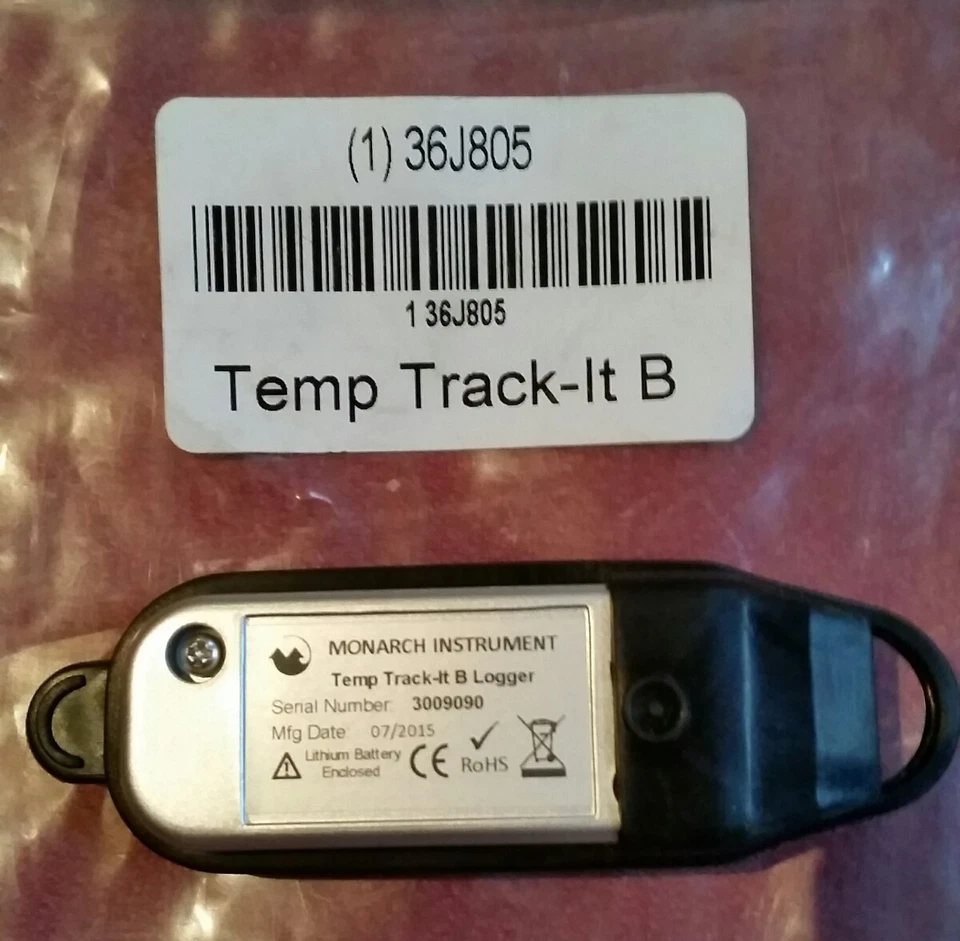 (1) 36J805
1 36J805
Temp Track-It B
MONARCH INSTRUMENT
Temp Track-It B Logger
Serial Number: 3009090
Mfg Date: 07/2015
Lithium Battery
Enclosed
CE
RoHS